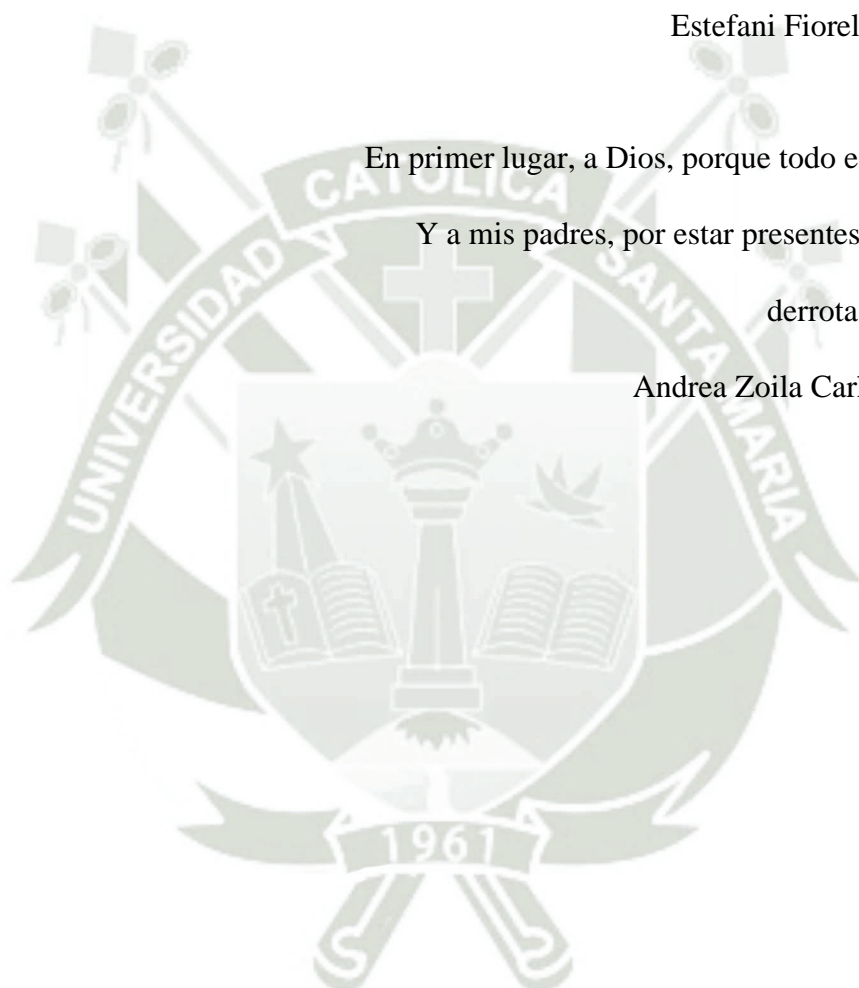 Estefani Fiorel
En primer lugar, a Dios, porque todo e
Y a mis padres, por estar presentes
derrota
Andrea Zoila Carl
UNIVERSIDAD CATOLICA SANTA MARIA
1961